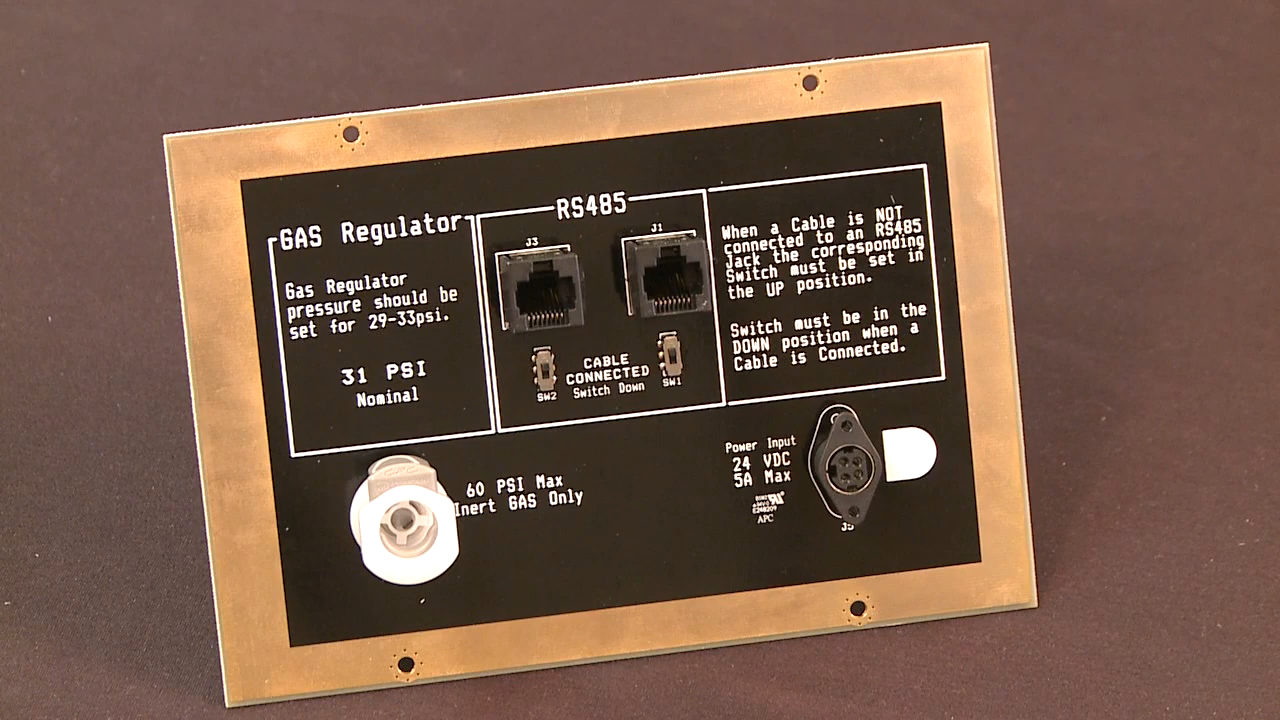 GAS Regulator
Gas Regulator
pressure should be
set for 29-33psi.
31 PSI
Nominal
RS485
J3
J1
CABLE
CONNECTED
Switch Down
SW2
SW1
When a Cable is NOT
connected to an RS485
Jack the corresponding
Switch must be set in
the UP position.
Switch must be in the
DOWN position when a
Cable is Connected.
60 PSI Max
Inert GAS Only
Power Input
24 VDC
5A Max
E248209
APC